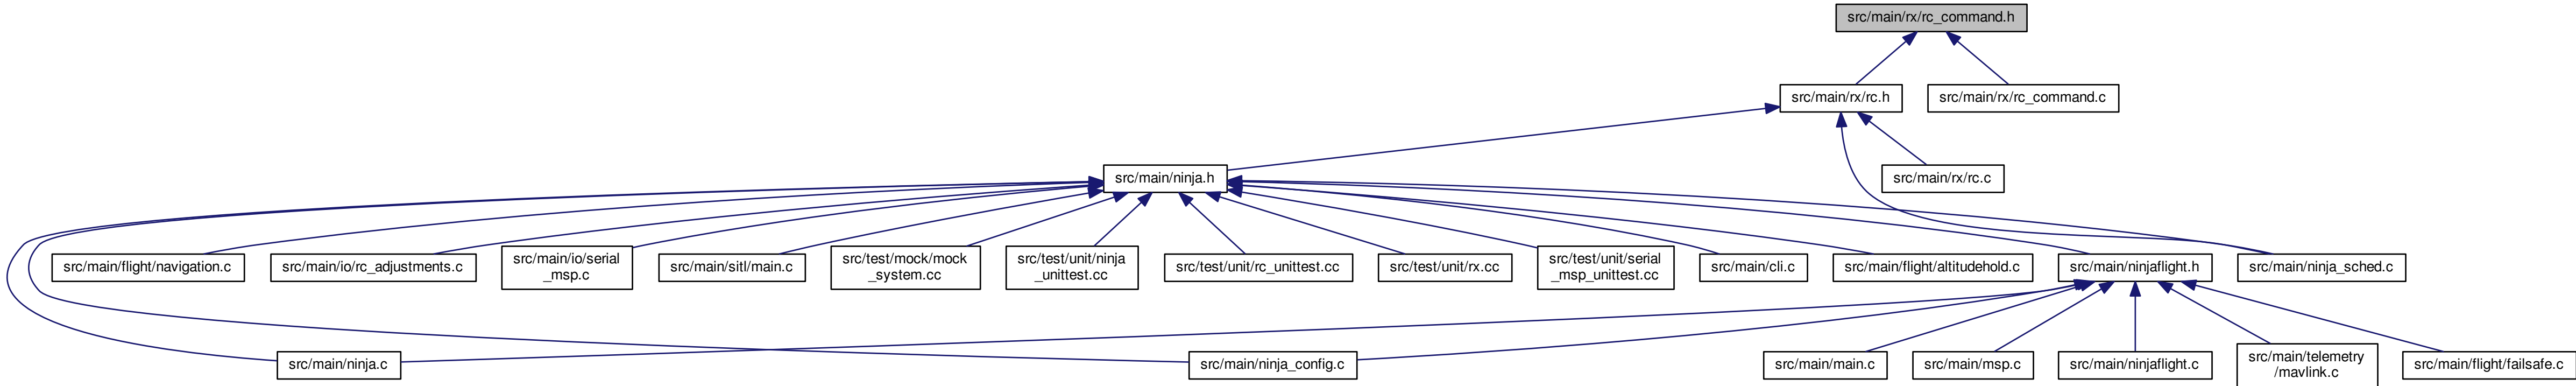 src/main/rx/rc_command.h
src/main/rx/rc.h
src/main/rx/rc_command.c
src/main/ninja.h
src/main/rx/rc.c
src/main/flight/navigation.c
src/main/io/rc_adjustments.c
src/main/io/serial
_msp.c
src/main/sitl/main.c
src/test/mock/mock
_system.cc
src/test/unit/ninja
_unittest.cc
src/test/unit/rc_unittest.cc
src/test/unit/rx.cc
src/test/unit/serial
_msp_unittest.cc
src/main/cli.c
src/main/flight/altitudehold.c
src/main/ninjaflight.h
src/main/ninja_sched.c
src/main/ninja.c
src/main/ninja_config.c
src/main/main.c
src/main/msp.c
src/main/ninjaflight.c
src/main/telemetry
/mavlink.c
src/main/flight/failsafe.c